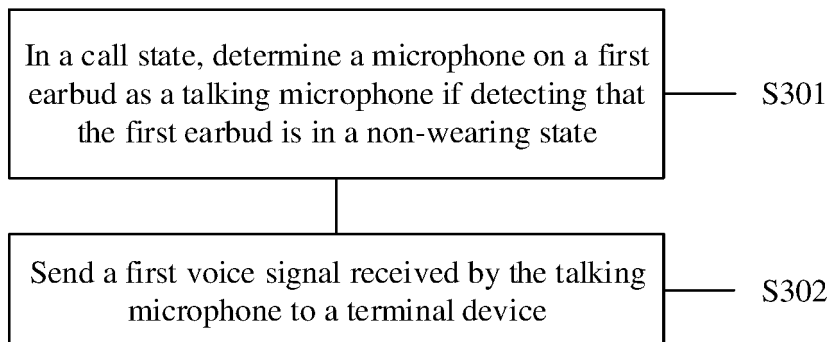 In a call state, determine a microphone on a first
earbud as a talking microphone if detecting that
the first earbud is in a non-wearing state
S301
Send a first voice signal received by the talking
microphone to a terminal device
S302